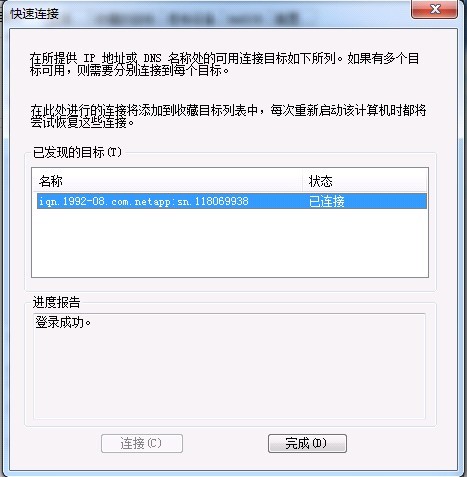 快速连接
在所提供 IP 地址或 DNS 名称处的可用连接目标如下所列。如果有多个目
标可用，则需要分别连接到每个目标。
在此处进行的连接将添加到收藏目标列表中，每次重新启动该计算机时都将
尝试恢复这些连接。
已发现的目标(T)
名称 状态
iqn.1992-08.com.netapp:sn.118069938 已连接
进度报告
登录成功。
连接(C) 完成(D)